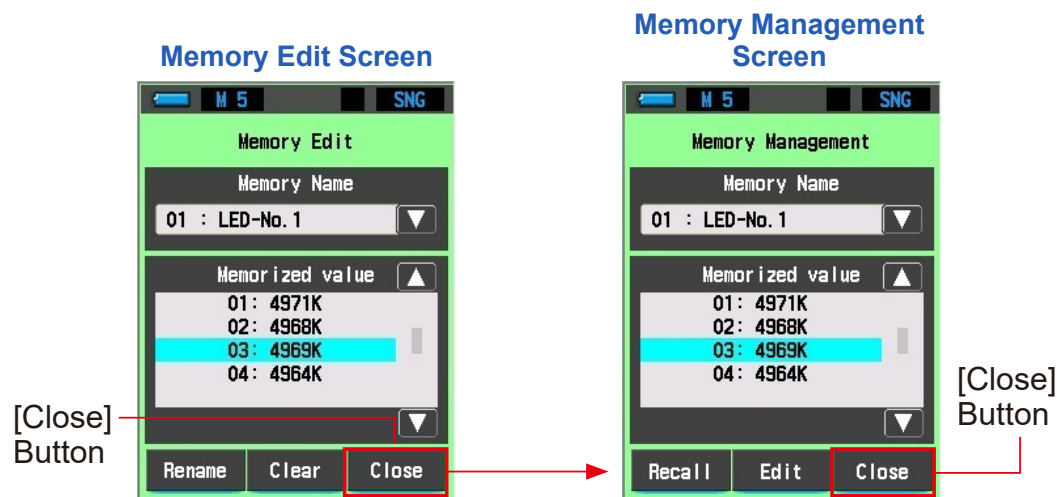 Memory Edit Screen
M 5 SNG
Memory Edit
Memory Name
01 : LED-No.1
Memorized value
01: 4971K
02: 4968K
03: 4969K
04: 4964K
Rename Clear Close
[Close]
Button
Memory Management
Screen
M 5 SNG
Memory Management
Memory Name
01 : LED-No.1
Memorized value
01: 4971K
02: 4968K
03: 4969K
04: 4964K
Recall Edit Close
[Close]
Button